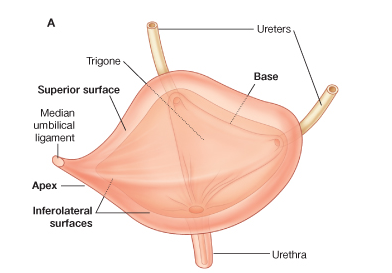 A
Ureters
Trigone
Base
Superior surface
Median
umbilical
ligament
Apex
Inferolateral
surfaces
Urethra